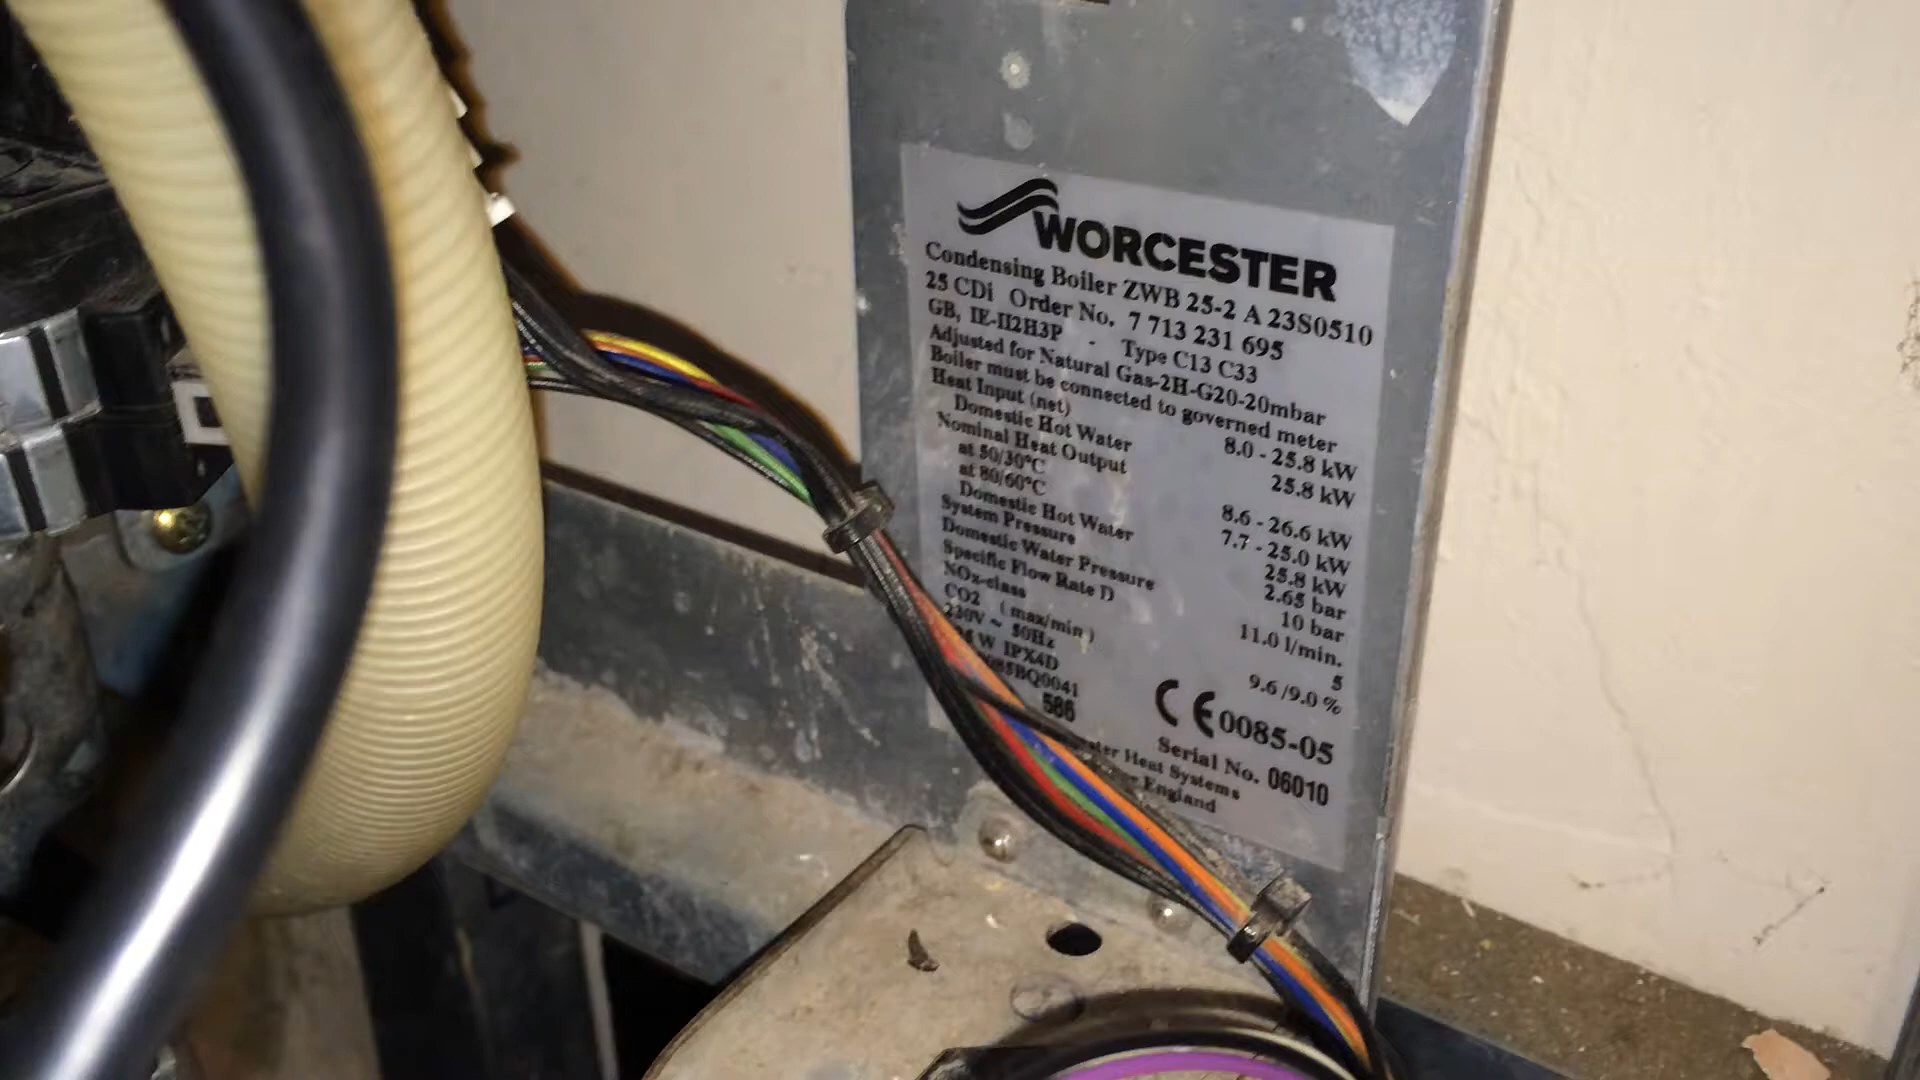 WORCESTER
Condensing Boiler ZWB 25-2 A 23S0510
25 CDi Order No. 7 713 231 695
GB, IE-II2H3P - Type C13 C33
Adjusted for Natural Gas-2H-G20-20mbar
Boiler must be connected to governed meter
Heat Input (net) 8.0 - 25.8 kW
Domestic Hot Water 25.8 kW
Nominal Heat Output
at 50/30°C 8.6 - 26.6 kW
at 80/60°C 7.7 - 25.0 kW
Domestic Hot Water 25.8 kW
System Pressure 2.65 bar
Domestic Water Pressure 10 bar
Specific Flow Rate D 11.0 l/min.
NOx-class 5
CO2 (max/min) 9.6 /9.0 %
230V ~ 50Hz
W IPX4D
85BQ0041 CE 0085-05
586 Serial No. 06010
Heat Systems
England